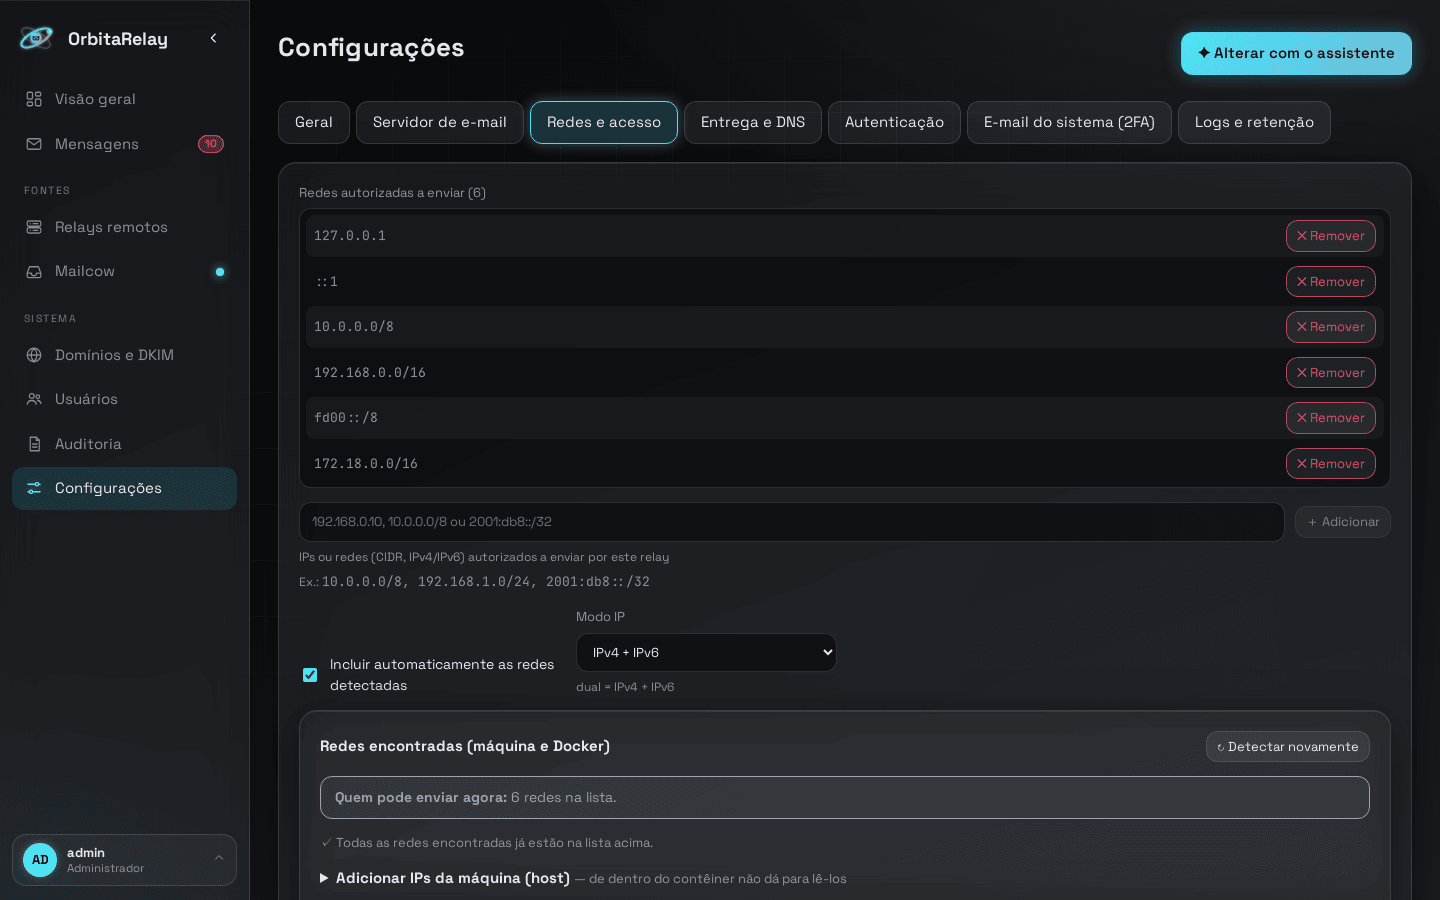 OrbitaRelay
Visão geral
Mensagens 10
FONTES
Relays remotos
Mailcow
SISTEMA
Domínios e DKIM
Usuários
Auditoria
Configurações
AD
admin
Administrador
Configurações
✦ Alterar com o assistente
Geral
Servidor de e-mail
Redes e acesso
Entrega e DNS
Autenticação
E-mail do sistema (2FA)
Logs e retenção
Redes autorizadas a enviar (6)
127.0.0.1 ✕ Remover
::1 ✕ Remover
10.0.0.0/8 ✕ Remover
192.168.0.0/16 ✕ Remover
fd00::/8 ✕ Remover
172.18.0.0/16 ✕ Remover
192.168.0.10, 10.0.0.0/8 ou 2001:db8::/32 + Adicionar
IPs ou redes (CIDR, IPv4/IPv6) autorizados a enviar por este relay
Ex.: 10.0.0.0/8, 192.168.1.0/24, 2001:db8::/32
Incluir automaticamente as redes
detectadas
Modo IP
IPv4 + IPv6
dual = IPv4 + IPv6
Redes encontradas (máquina e Docker)
↻ Detectar novamente
Quem pode enviar agora: 6 redes na lista.
✓ Todas as redes encontradas já estão na lista acima.
▶ Adicionar IPs da máquina (host) — de dentro do contêiner não dá para lê-los